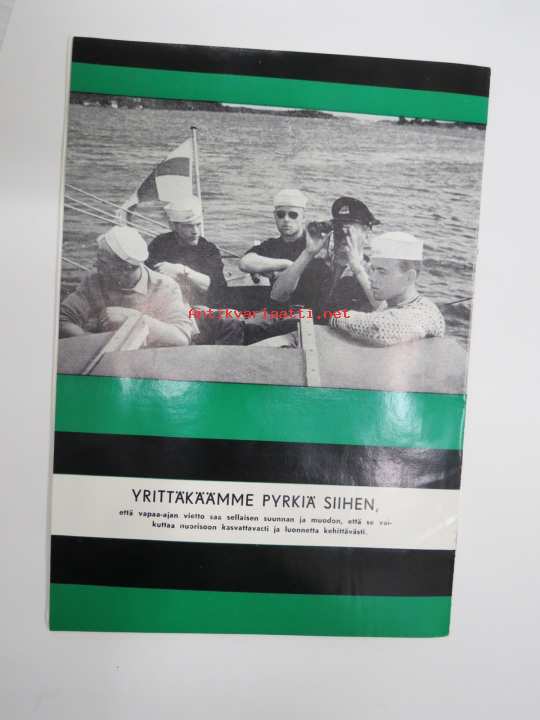 Antikvariaatti.net
YRITTÄKÄÄMME PYRKIÄ SIIHEN,
että vapaa-ajan vietto saa sellaisen suunnan ja muodon, että se vai-
kuttaa nuorisoon kasvattavasti ja luonnetta kehittävästi.